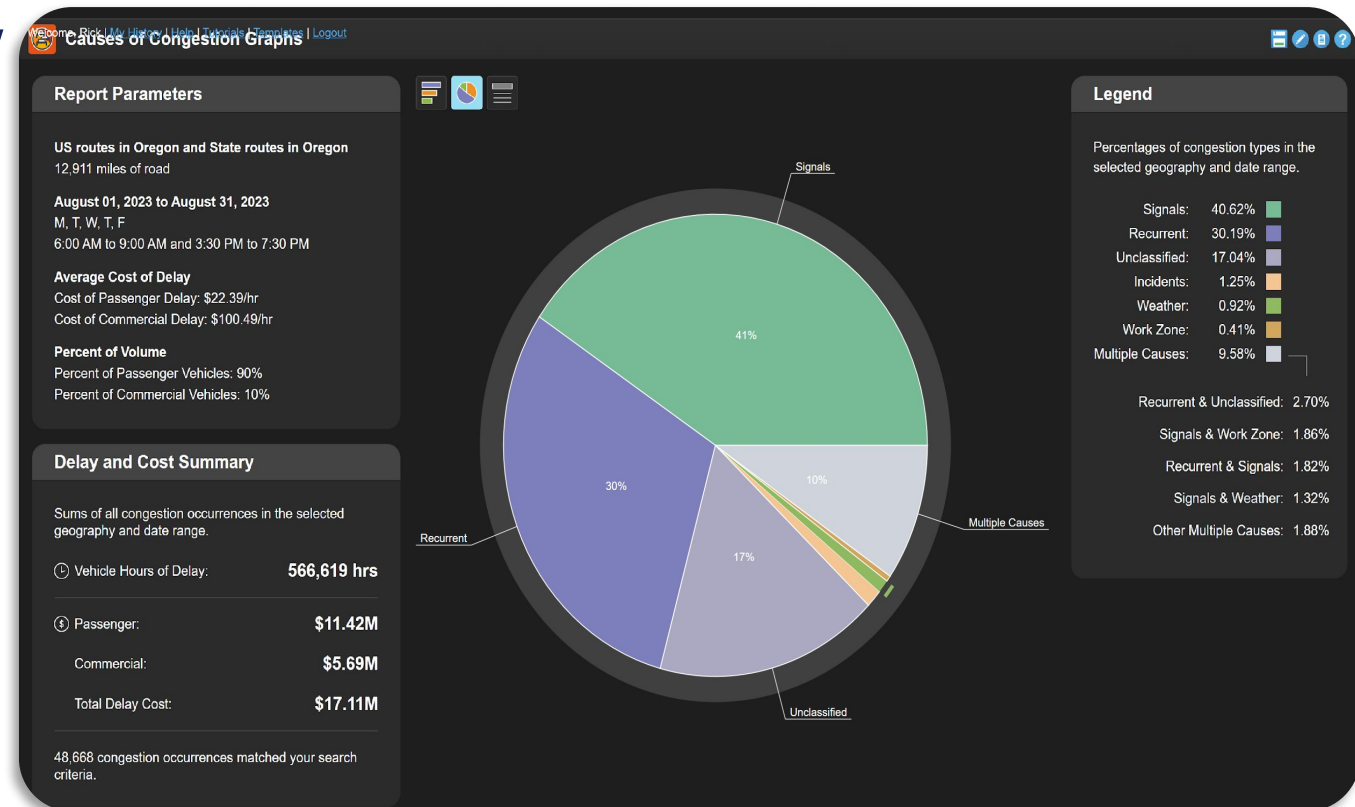 Welcome, Rick | My History | Help | Tutorials | Templates | Logout
Causes of Congestion Graphs
Report Parameters
US routes in Oregon and State routes in Oregon
12,911 miles of road
August 01, 2023 to August 31, 2023
M, T, W, T, F
6:00 AM to 9:00 AM and 3:30 PM to 7:30 PM
Average Cost of Delay
Cost of Passenger Delay: $22.39/hr
Cost of Commercial Delay: $100.49/hr
Percent of Volume
Percent of Passenger Vehicles: 90%
Percent of Commercial Vehicles: 10%
Delay and Cost Summary
Sums of all congestion occurrences in the selected
geography and date range.
Vehicle Hours of Delay: 566,619 hrs
$ Passenger: $11.42M
Commercial: $5.69M
Total Delay Cost: $17.11M
48,668 congestion occurrences matched your search
criteria.
Signals
41%
30%
Recurrent
10%
Multiple Causes
17%
Unclassified
Legend
Percentages of congestion types in the
selected geography and date range.
Signals: 40.62%
Recurrent: 30.19%
Unclassified: 17.04%
Incidents: 1.25%
Weather: 0.92%
Work Zone: 0.41%
Multiple Causes: 9.58%
Recurrent & Unclassified: 2.70%
Signals & Work Zone: 1.86%
Recurrent & Signals: 1.82%
Signals & Weather: 1.32%
Other Multiple Causes: 1.88%
?